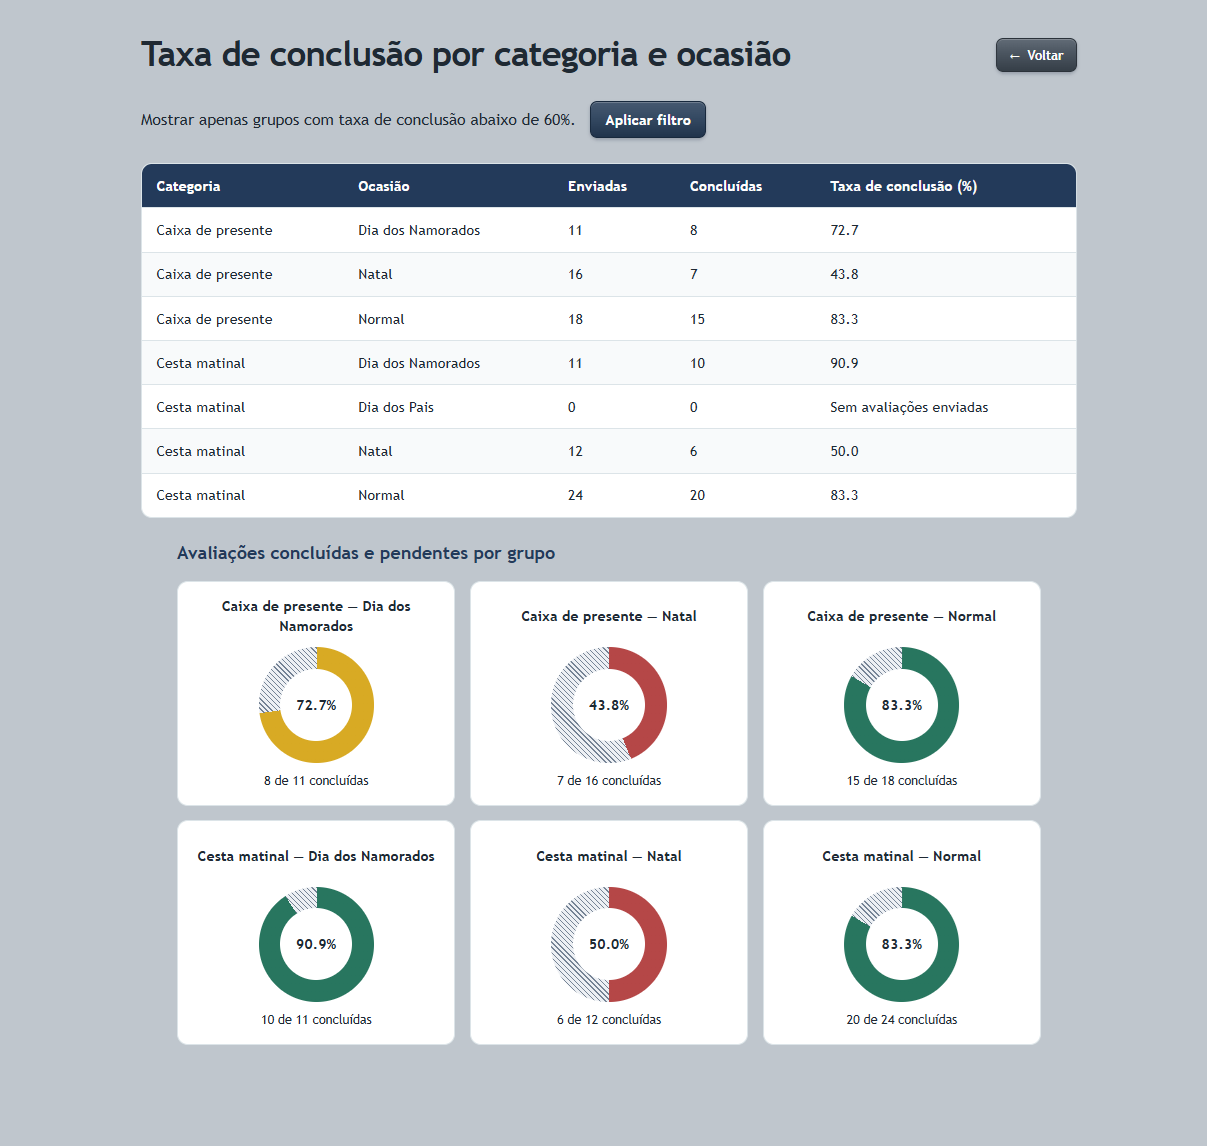 Taxa de conclusão por categoria e ocasião
← Voltar
Mostrar apenas grupos com taxa de conclusão abaixo de 60%.
Aplicar filtro
Categoria Ocasião Enviadas Concluídas Taxa de conclusão (%)
Caixa de presente Dia dos Namorados 11 8 72.7
Caixa de presente Natal 16 7 43.8
Caixa de presente Normal 18 15 83.3
Cesta matinal Dia dos Namorados 11 10 90.9
Cesta matinal Dia dos Pais 0 0 Sem avaliações enviadas
Cesta matinal Natal 12 6 50.0
Cesta matinal Normal 24 20 83.3
Avaliações concluídas e pendentes por grupo
Caixa de presente — Dia dos
Namorados
72.7%
8 de 11 concluídas
Caixa de presente — Natal
43.8%
7 de 16 concluídas
Caixa de presente — Normal
83.3%
15 de 18 concluídas
Cesta matinal — Dia dos Namorados
90.9%
10 de 11 concluídas
Cesta matinal — Natal
50.0%
6 de 12 concluídas
Cesta matinal — Normal
83.3%
20 de 24 concluídas